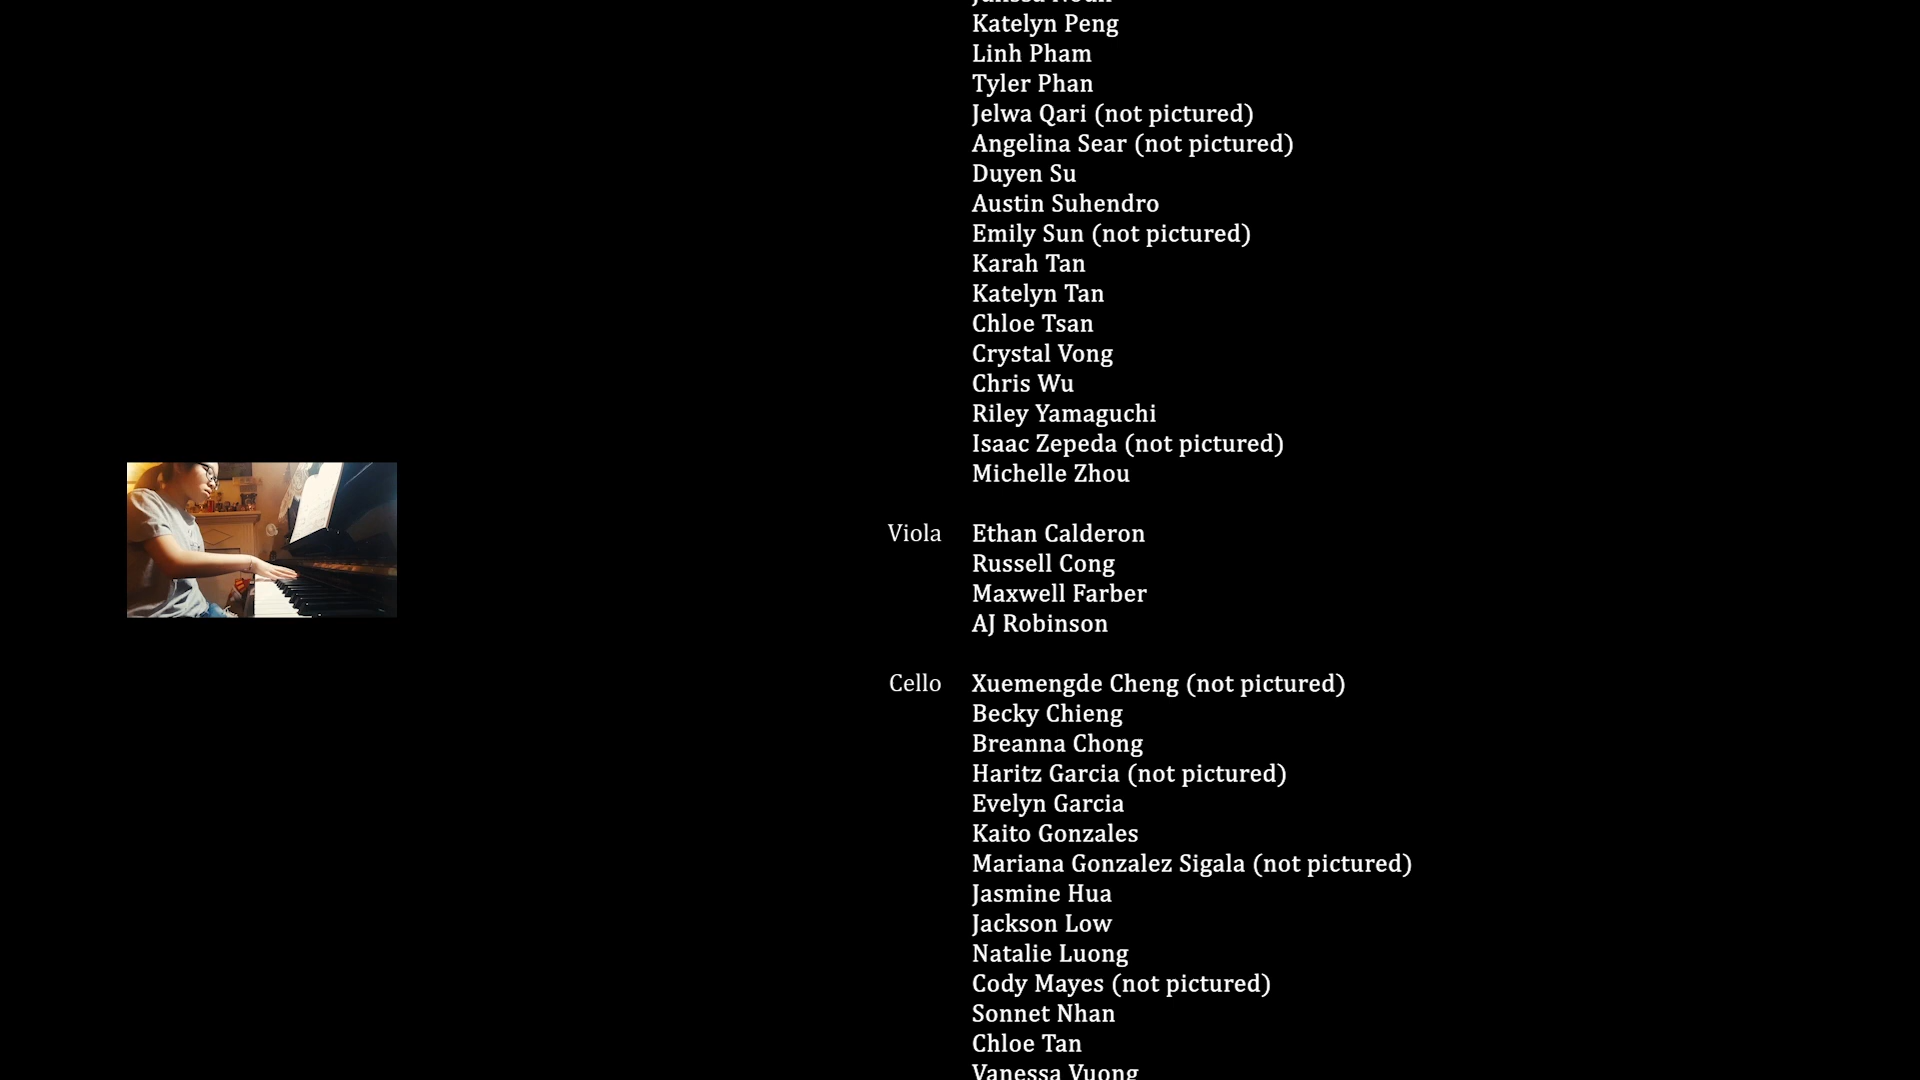 Katelyn Peng
Linh Pham
Tyler Phan
Jelwa Qari (not pictured)
Angelina Sear (not pictured)
Duyen Su
Austin Suhendro
Emily Sun (not pictured)
Karah Tan
Katelyn Tan
Chloe Tsan
Crystal Vong
Chris Wu
Riley Yamaguchi
Isaac Zepeda (not pictured)
Michelle Zhou
Viola Ethan Calderon
Russell Cong
Maxwell Farber
AJ Robinson
Cello Xuemengde Cheng (not pictured)
Becky Chieng
Breanna Chong
Haritz Garcia (not pictured)
Evelyn Garcia
Kaito Gonzales
Mariana Gonzalez Sigala (not pictured)
Jasmine Hua
Jackson Low
Natalie Luong
Cody Mayes (not pictured)
Sonnet Nhan
Chloe Tan
Vanessa Vuong